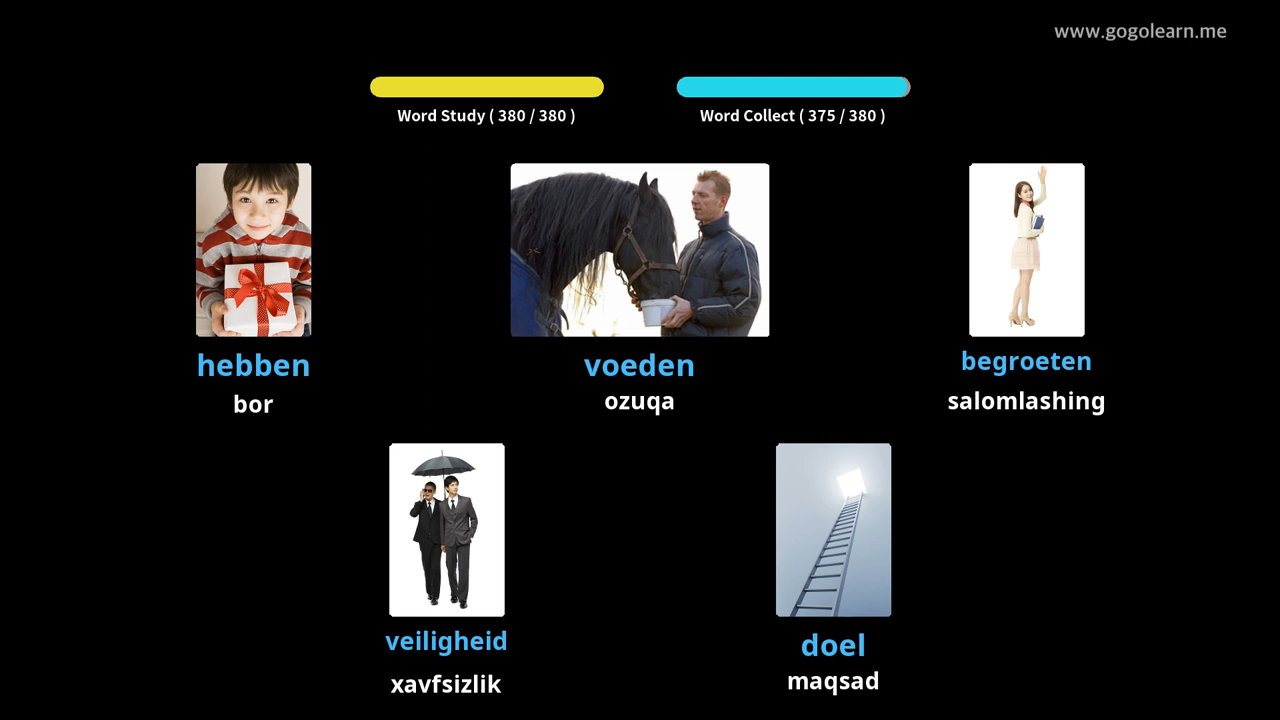 www.gogolearn.me
Word Study ( 380 / 380 )
Word Collect ( 375 / 380 )
hebben
bor
voeden
ozuqa
begroeten
salomlashing
veiligheid
xavfsizlik
doel
maqsad